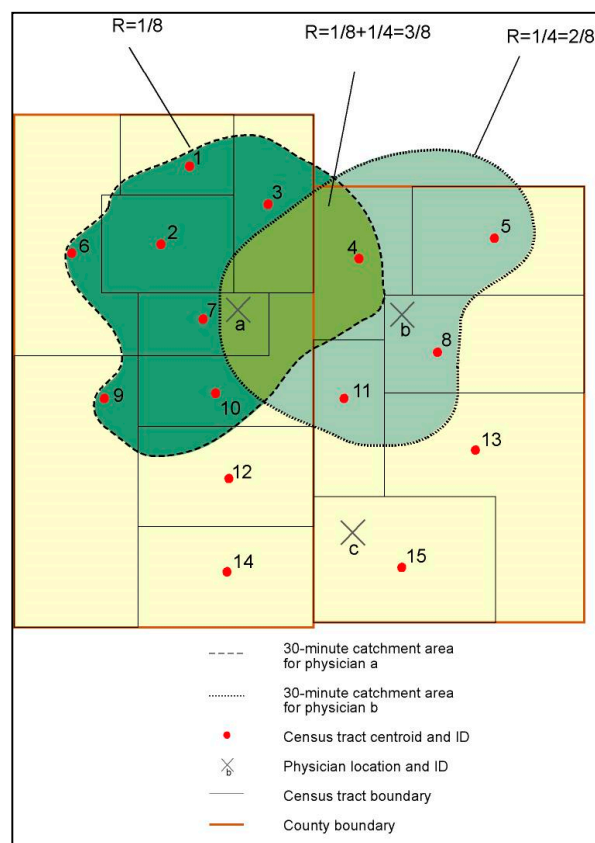 R=1/8
R=1/8+1/4=3/8
R=1/4=2/8
1
3
2
6
4
5
7
a
b
8
9
10
11
12
13
c
14
15
30-minute catchment area
for physician a
30-minute catchment area
for physician b
Census tract centroid and ID
b
Physician location and ID
Census tract boundary
County boundary